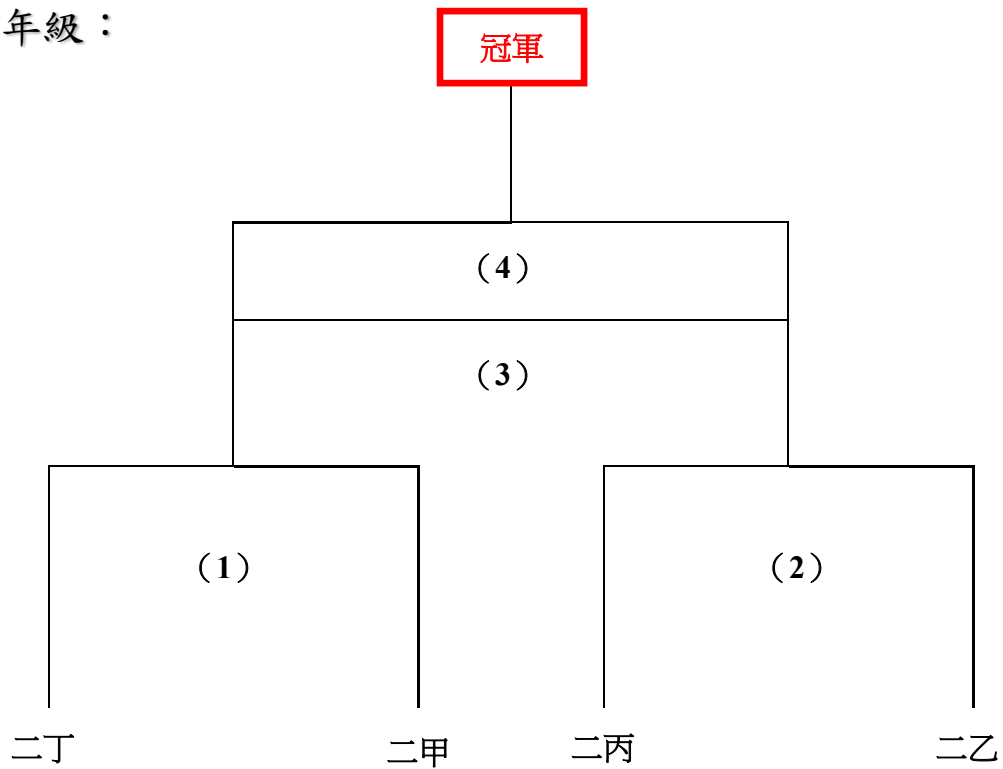 年級：
冠軍
（4）
（3）
（1）
（2）
二丁
二甲
二丙
二乙